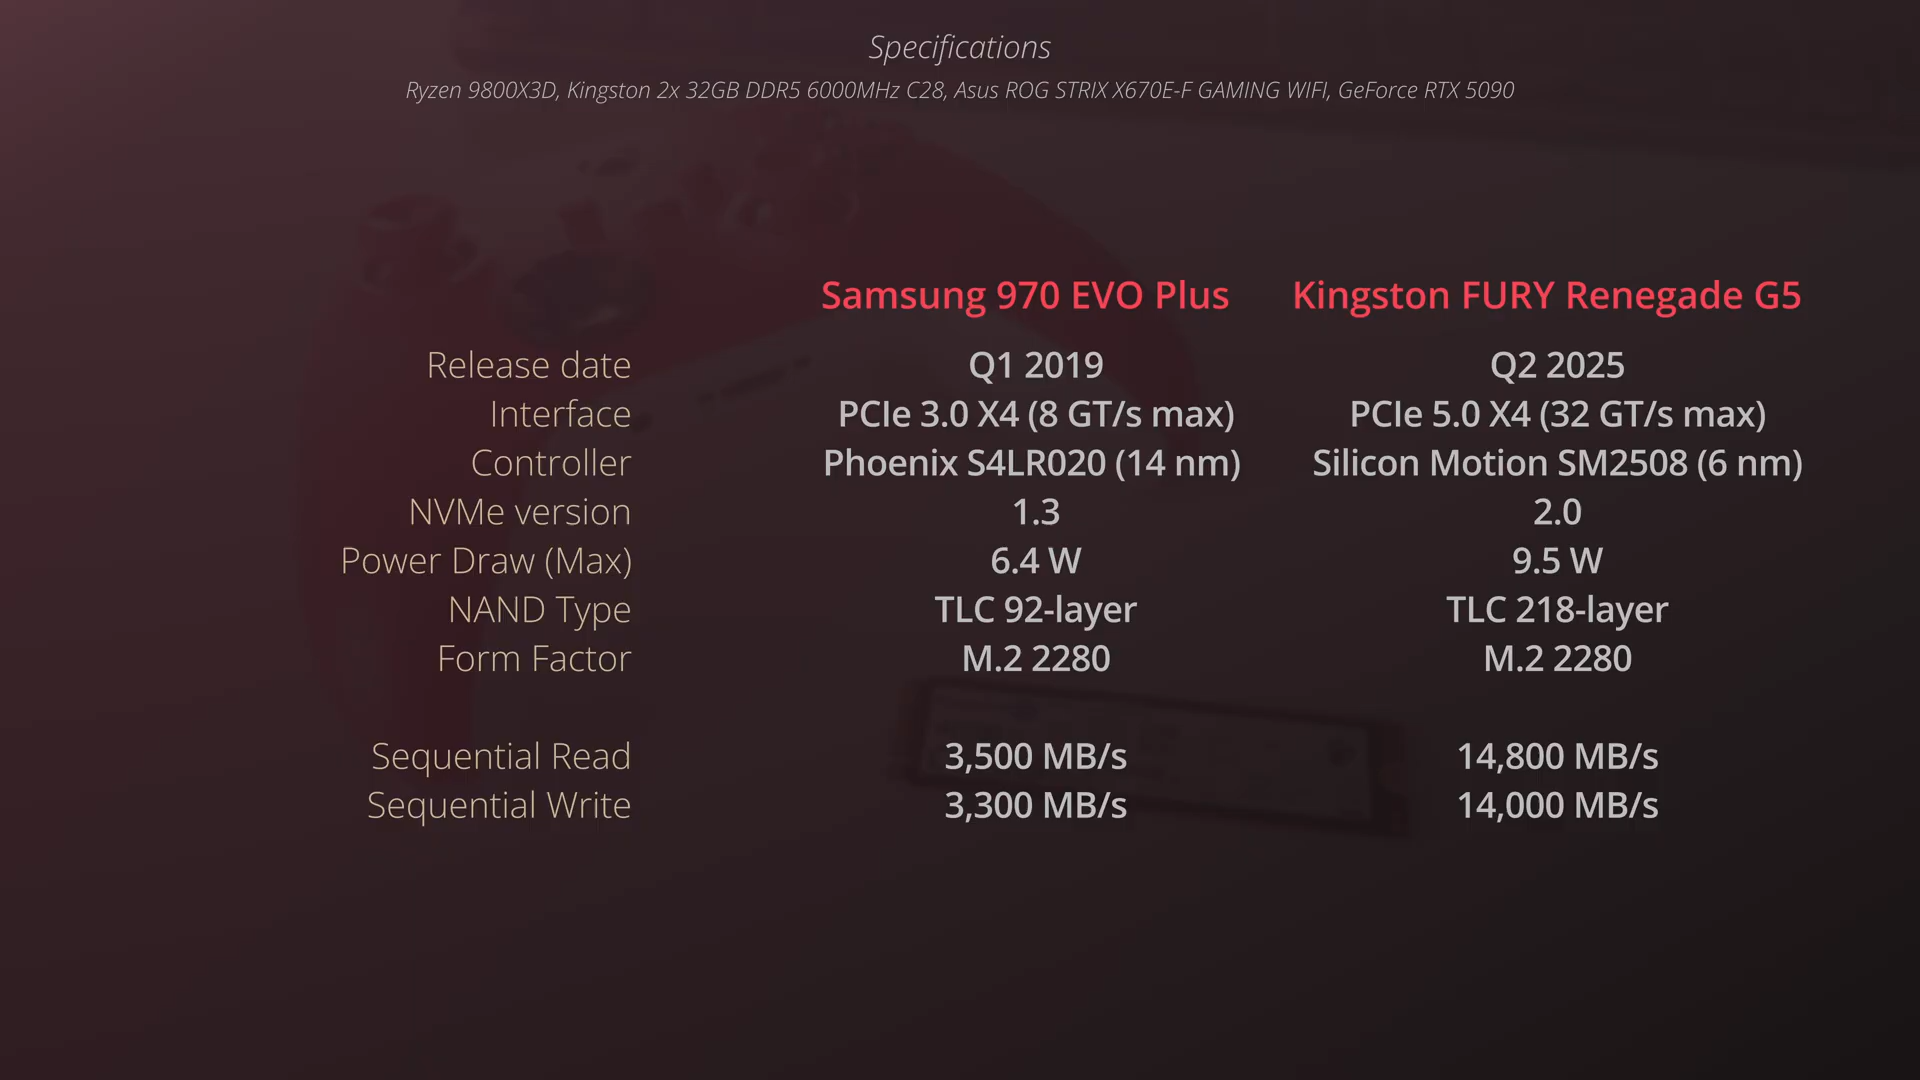 Specifications
Ryzen 9800X3D, Kingston 2x 32GB DDR5 6000MHz C28, Asus ROG STRIX X670E-F GAMING WIFI, GeForce RTX 5090
Samsung 970 EVO Plus Kingston FURY Renegade G5
Release date Q1 2019 Q2 2025
Interface PCIe 3.0 X4 (8 GT/s max) PCIe 5.0 X4 (32 GT/s max)
Controller Phoenix S4LR020 (14 nm) Silicon Motion SM2508 (6 nm)
NVMe version 1.3 2.0
Power Draw (Max) 6.4 W 9.5 W
NAND Type TLC 92-layer TLC 218-layer
Form Factor M.2 2280 M.2 2280
Sequential Read 3,500 MB/s 14,800 MB/s
Sequential Write 3,300 MB/s 14,000 MB/s